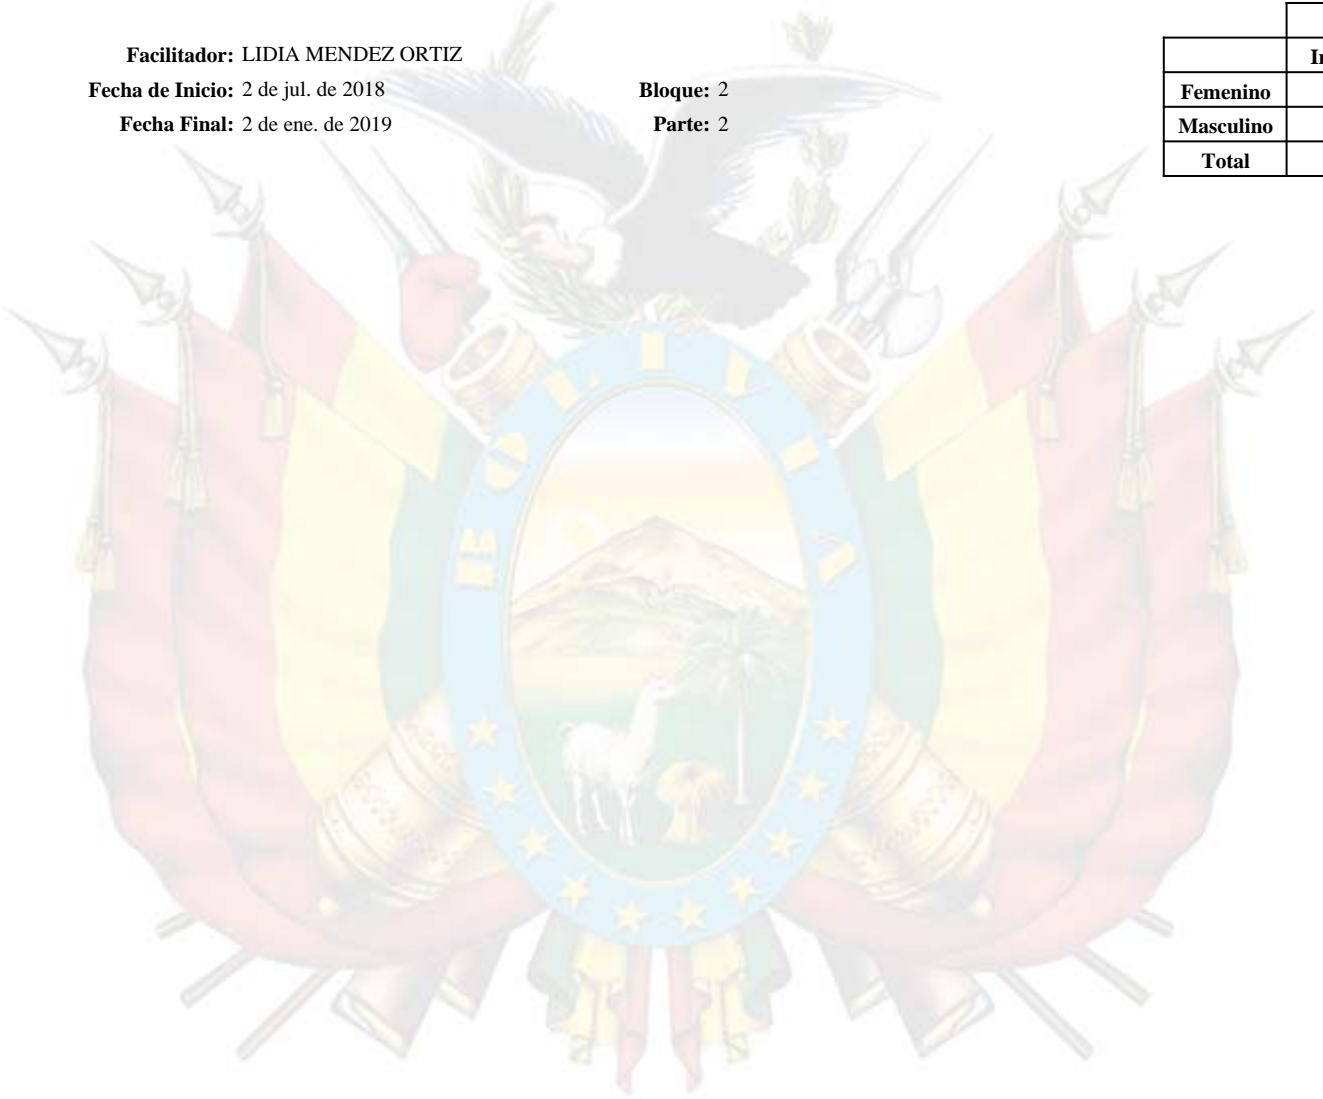 Facilitador: LIDIA MENDEZ ORTIZ
Fecha de Inicio: 2 de jul. de 2018 Bloque: 2
Fecha Final: 2 de ene. de 2019 Parte: 2
Femenino
Masculino
Total
BOLIVIA